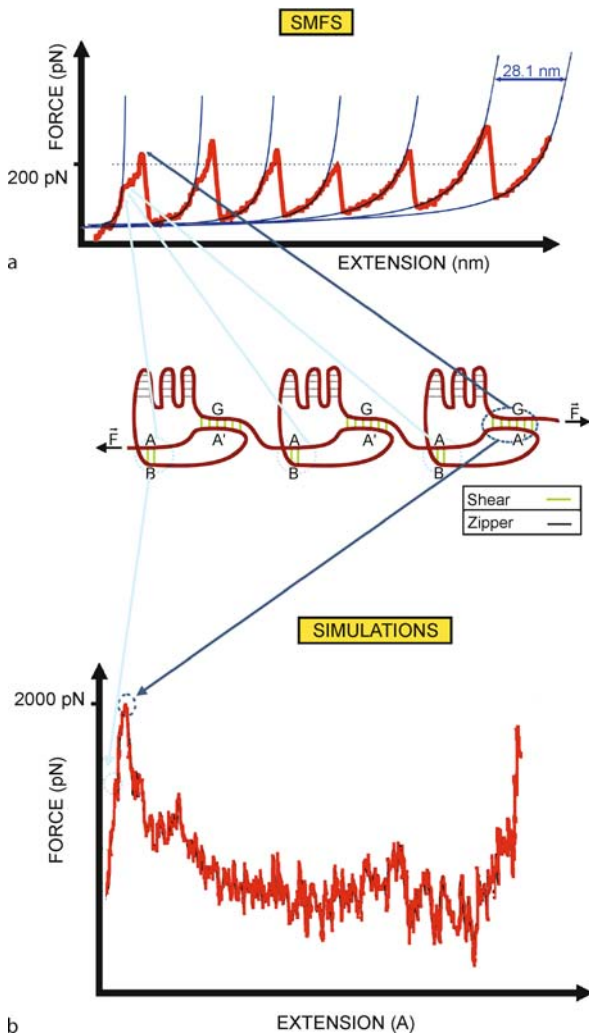 SMFS
FORCE (pN)
28.1 nm
200 pN
EXTENSION (nm)
a
G G G
F⃗ A A' A A' A A' F⃗
B B B
Shear
Zipper
SIMULATIONS
2000 pN
FORCE (pN)
EXTENSION (A)
b